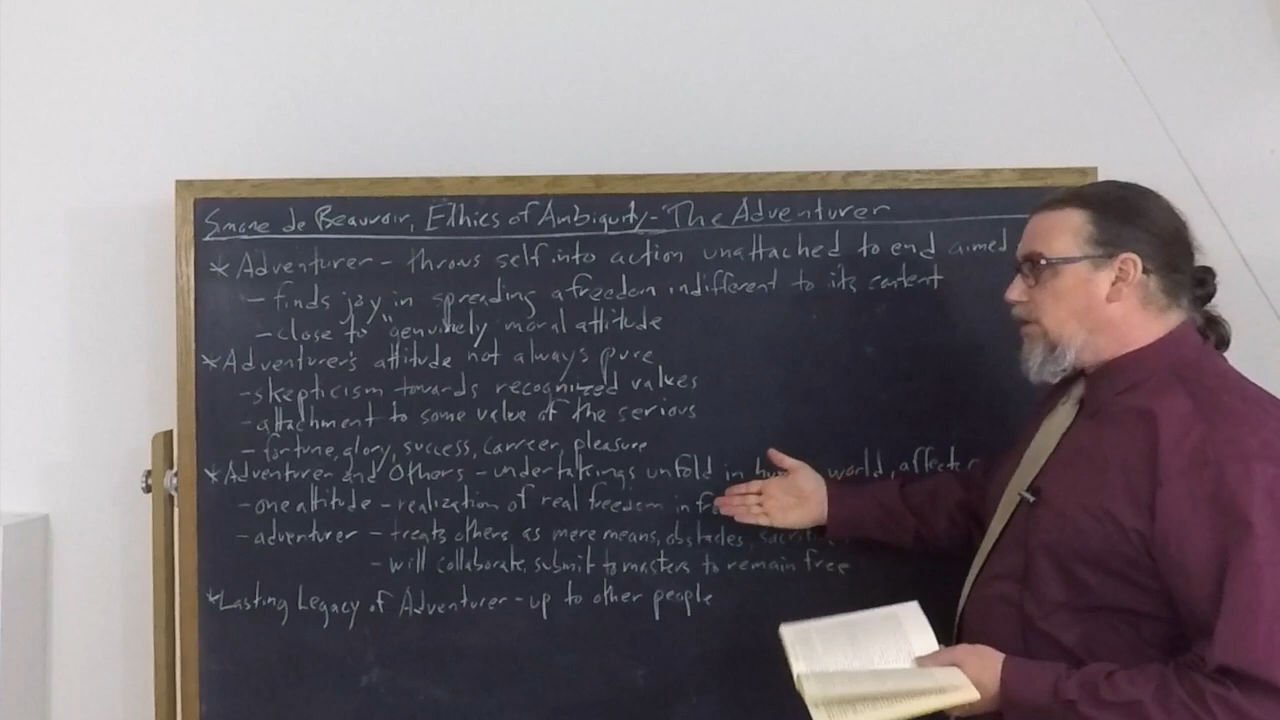 Simone de Beauvoir, Ethics of Ambiguity - "The Adventurer
* Adventurer - throws self into action unattached to end aimed
- finds joy in spreading a freedom indifferent to its content
- close to "genuinely moral attitude
* Adventurer's attitude not always pure
- skepticism towards recognized values
- attachment to some value of the serious
- fortune, glory, success, carreer, pleasure
* Adventurer and Others - undertakings unfold in world, affect
- one attitude - realization of real freedom in
- adventurer - treats others as mere means, obstacles,
- will collaborate, submit to masters to remain free
* Lasting Legacy of Adventurer - up to other people